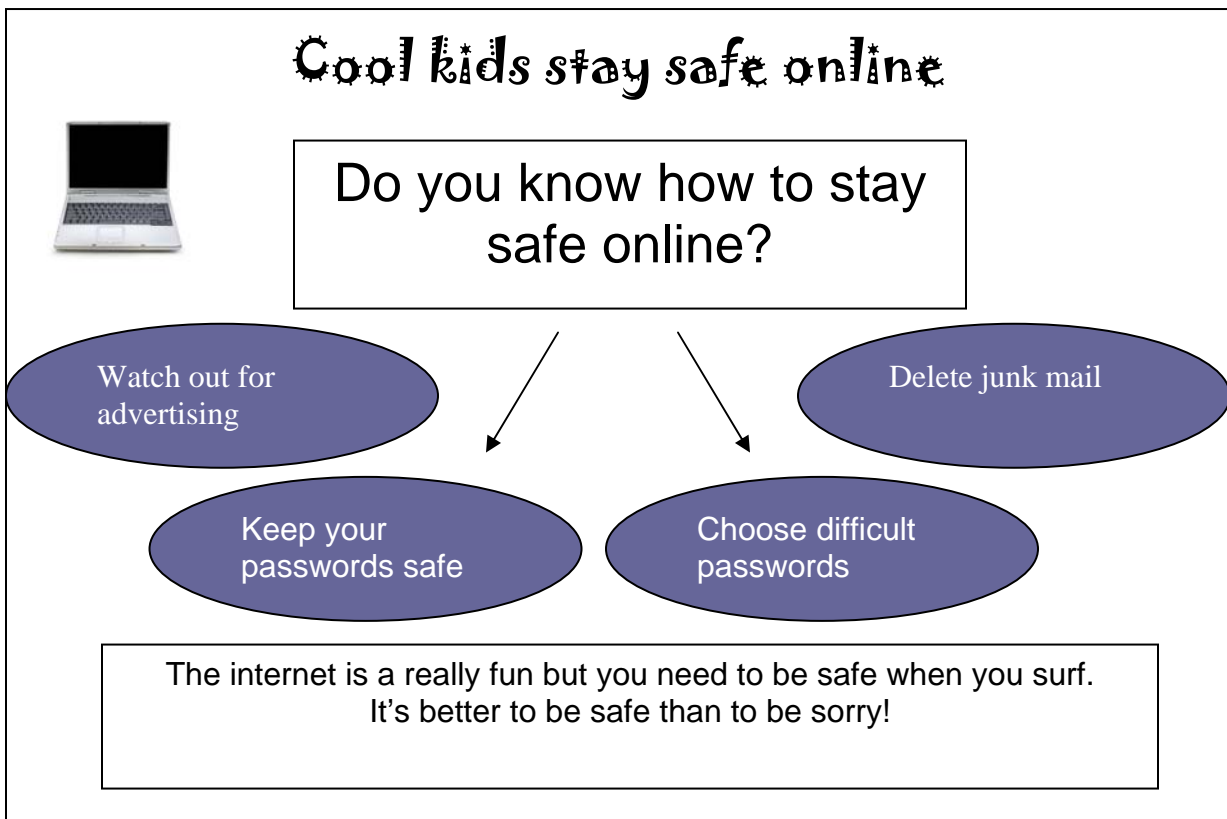 Cool kids stay safe online
Do you know how to stay
safe online?
Watch out for
advertising
Delete junk mail
Keep your
passwords safe
Choose difficult
passwords
The internet is a really fun but you need to be safe when you surf.
It's better to be safe than to be sorry!